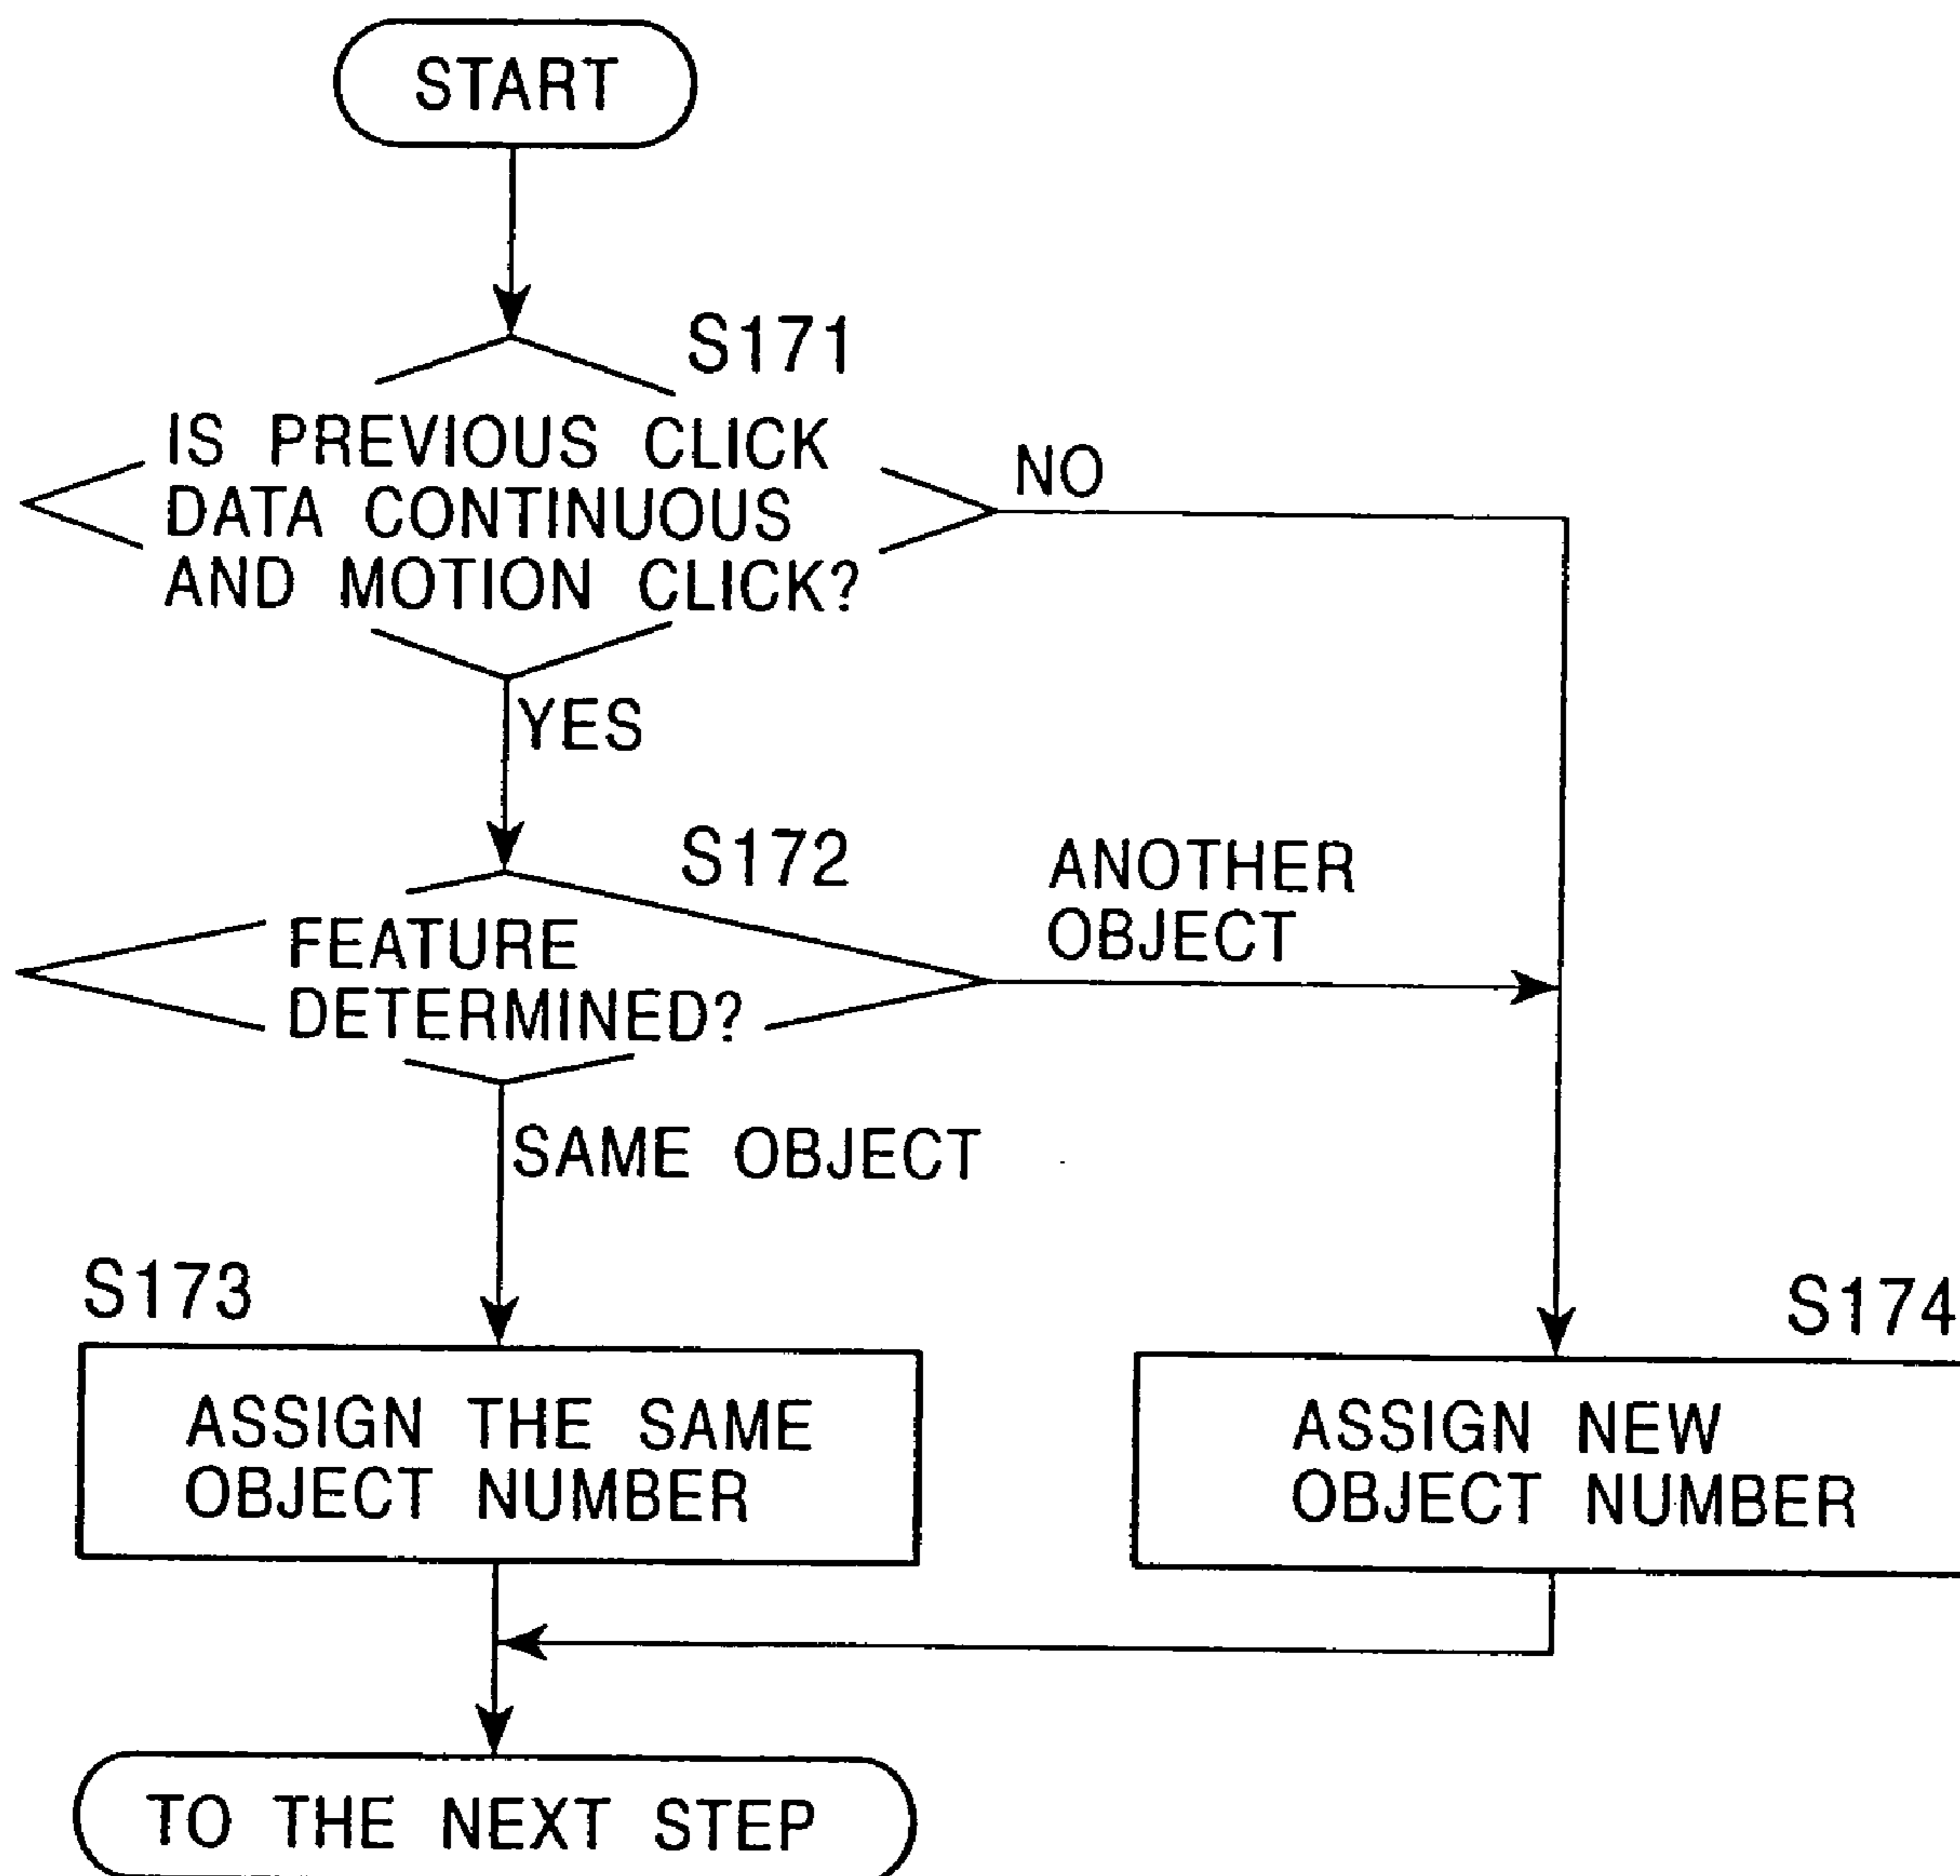 START
S171
IS PREVIOUS CLICK
DATA CONTINUOUS
AND MOTION CLICK?
NO
YES
S172
FEATURE
DETERMINED?
ANOTHER
OBJECT
SAME OBJECT
S173
ASSIGN THE SAME
OBJECT NUMBER
S174
ASSIGN NEW
OBJECT NUMBER
TO THE NEXT STEP